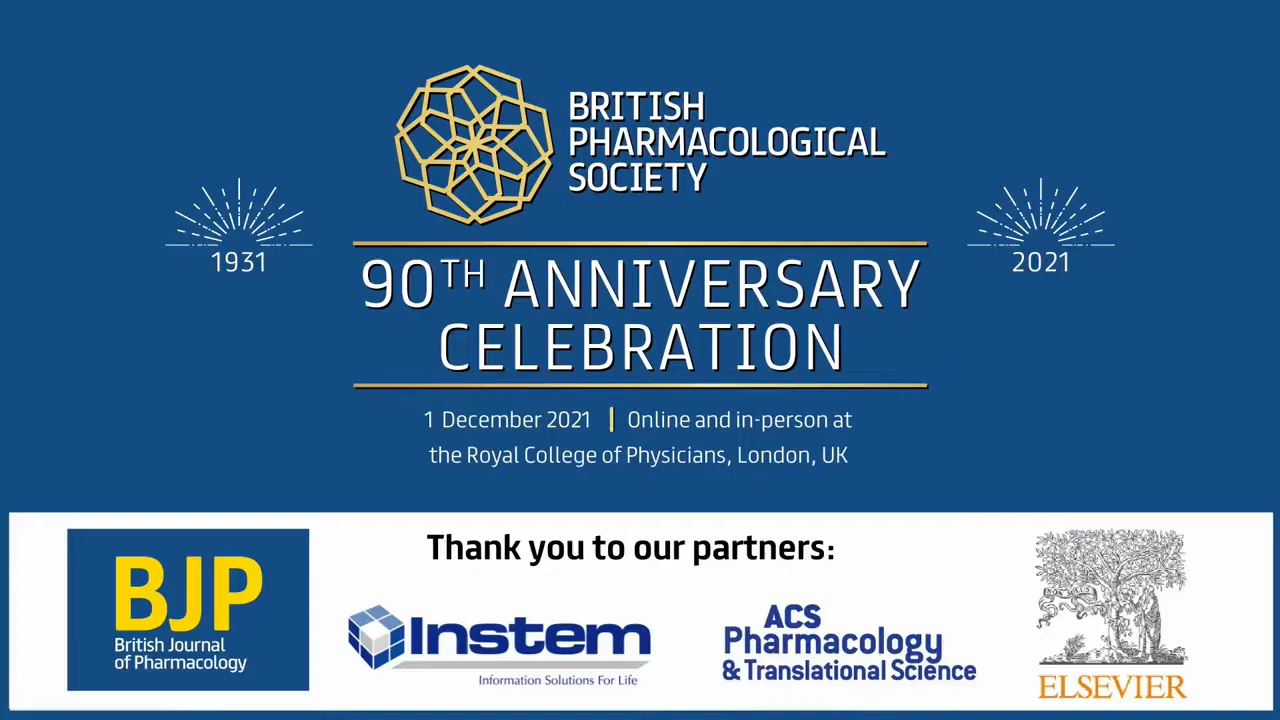 BRITISH
PHARMACOLOGICAL
SOCIETY
1931
2021
90TH ANNIVERSARY
CELEBRATION
1 December 2021 | Online and in-person at
the Royal College of Physicians, London, UK
Thank you to our partners:
BJP
British Journal
of Pharmacology
Instem
Information Solutions For Life
ACS
Pharmacology
& Translational Science
ELSEVIER